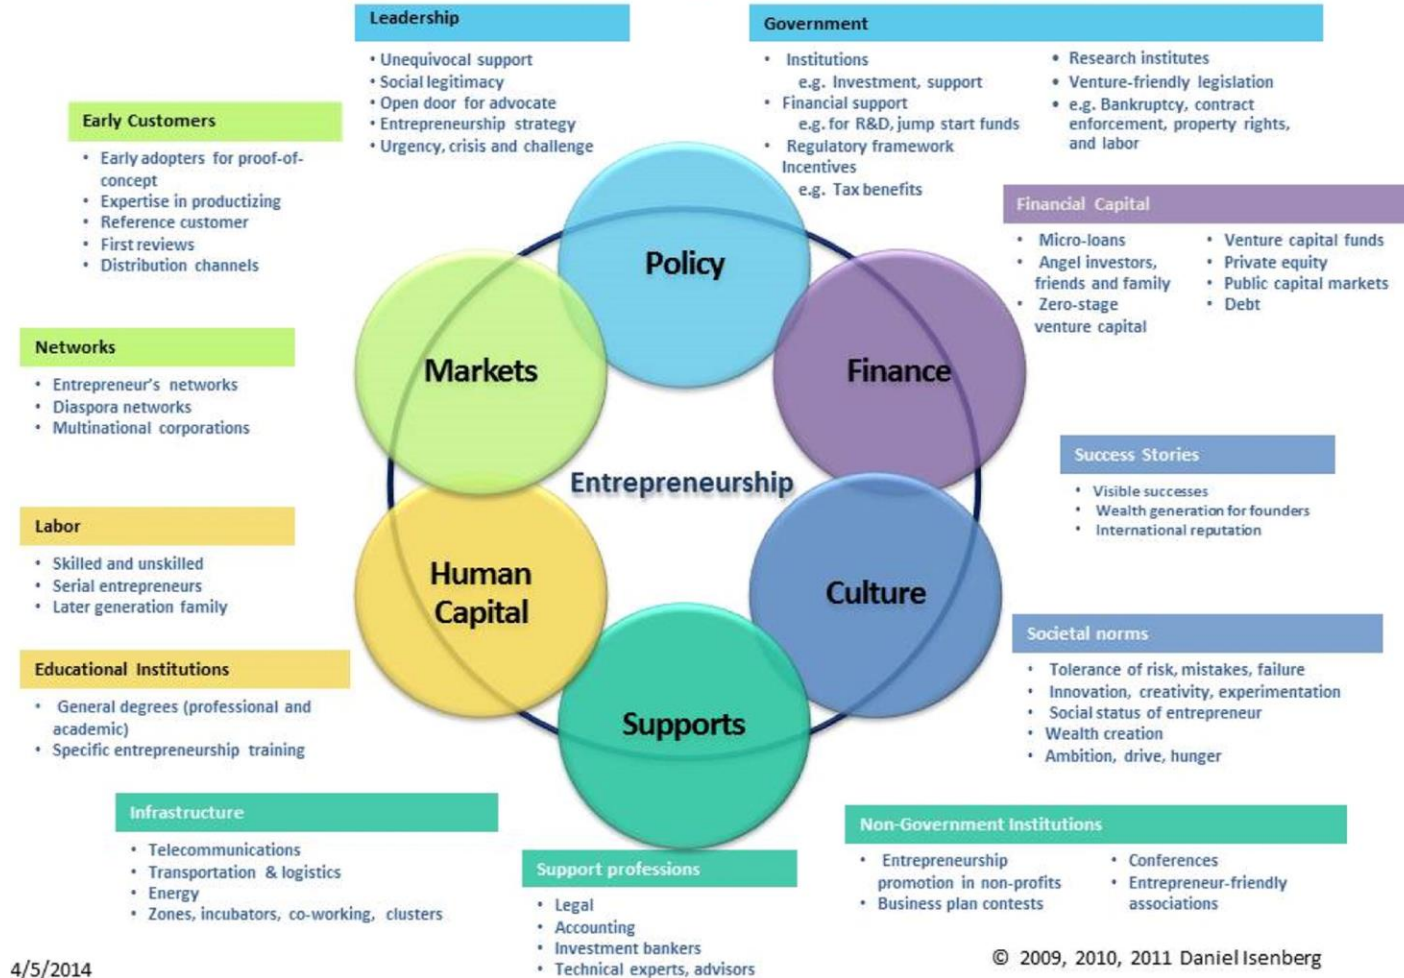 Leadership
• Unequivocal support
• Social legitimacy
• Open door for advocate
• Entrepreneurship strategy
• Urgency, crisis and challenge
Government
• Institutions
e.g. Investment, support
• Financial support
e.g. for R&D, jump start funds
• Regulatory framework
Incentives
e.g. Tax benefits
• Research institutes
• Venture-friendly legislation
• e.g. Bankruptcy, contract
enforcement, property rights,
and labor
Early Customers
• Early adopters for proof-of-
concept
• Expertise in productizing
• Reference customer
• First reviews
• Distribution channels
Financial Capital
• Micro-loans
• Angel investors,
friends and family
• Zero-stage
venture capital
• Venture capital funds
• Private equity
• Public capital markets
• Debt
Networks
• Entrepreneur's networks
• Diaspora networks
• Multinational corporations
Policy
Markets
Finance
Entrepreneurship
Human
Capital
Culture
Supports
Success Stories
• Visible successes
• Wealth generation for founders
• International reputation
Labor
• Skilled and unskilled
• Serial entrepreneurs
• Later generation family
Societal norms
• Tolerance of risk, mistakes, failure
• Innovation, creativity, experimentation
• Social status of entrepreneur
• Wealth creation
• Ambition, drive, hunger
Educational Institutions
• General degrees (professional and
academic)
• Specific entrepreneurship training
Infrastructure
• Telecommunications
• Transportation & logistics
• Energy
• Zones, incubators, co-working, clusters
Support professions
• Legal
• Accounting
• Investment bankers
• Technical experts, advisors
Non-Government Institutions
• Entrepreneurship
promotion in non-profits
• Business plan contests
• Conferences
• Entrepreneur-friendly
associations
4/5/2014
© 2009, 2010, 2011 Daniel Isenberg